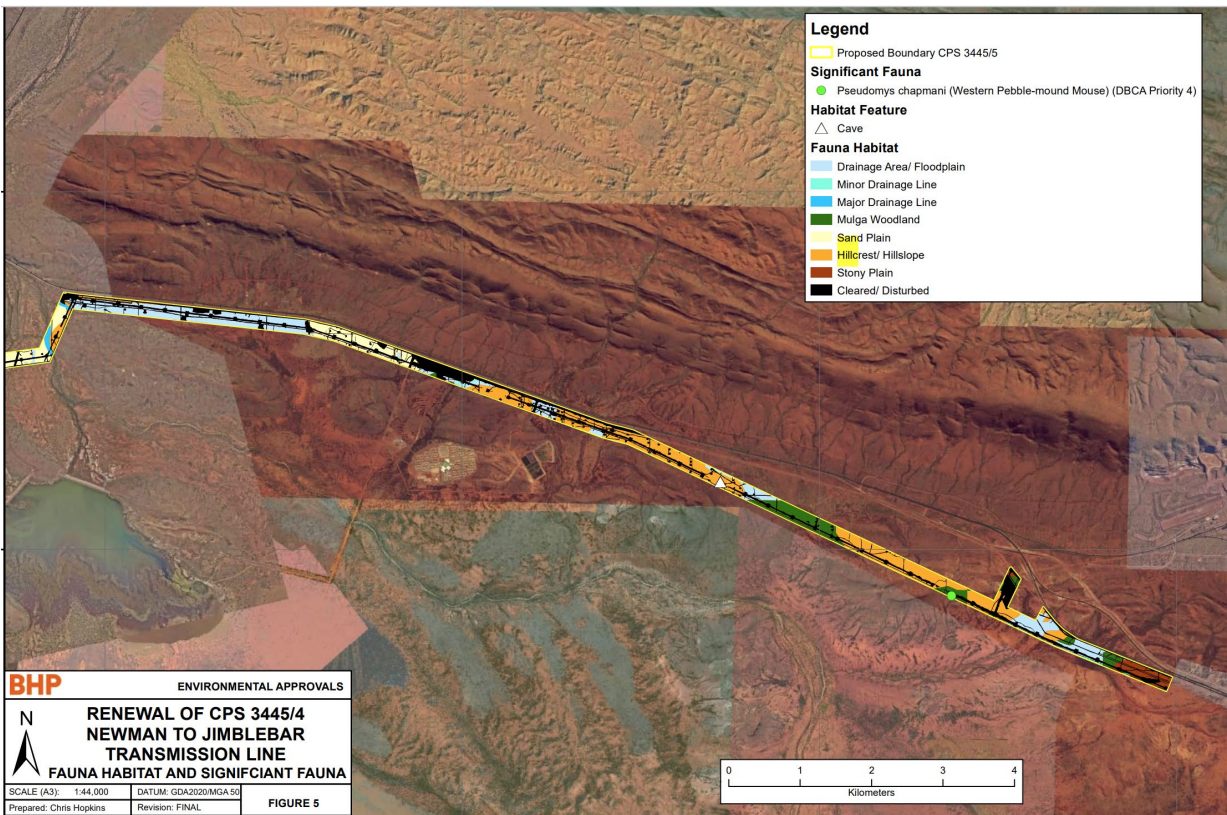 Legend
Proposed Boundary CPS 3445/5
Significant Fauna
Pseudomys chapmani (Western Pebble-mound Mouse) (DBCA Priority 4)
Habitat Feature
Cave
Fauna Habitat
Drainage Area/ Floodplain
Minor Drainage Line
Major Drainage Line
Mulga Woodland
Sand Plain
Hillcrest/ Hillslope
Stony Plain
Cleared/ Disturbed
BHP ENVIRONMENTAL APPROVALS
N
RENEWAL OF CPS 3445/4
NEWMAN TO JIMBLEBAR
TRANSMISSION LINE
FAUNA HABITAT AND SIGNIFCIANT FAUNA
SCALE (A3): 1:44,000 DATUM: GDA2020/MGA 50
Prepared: Chris Hopkins Revision: FINAL
FIGURE 5
0 1 2 3 4
Kilometers